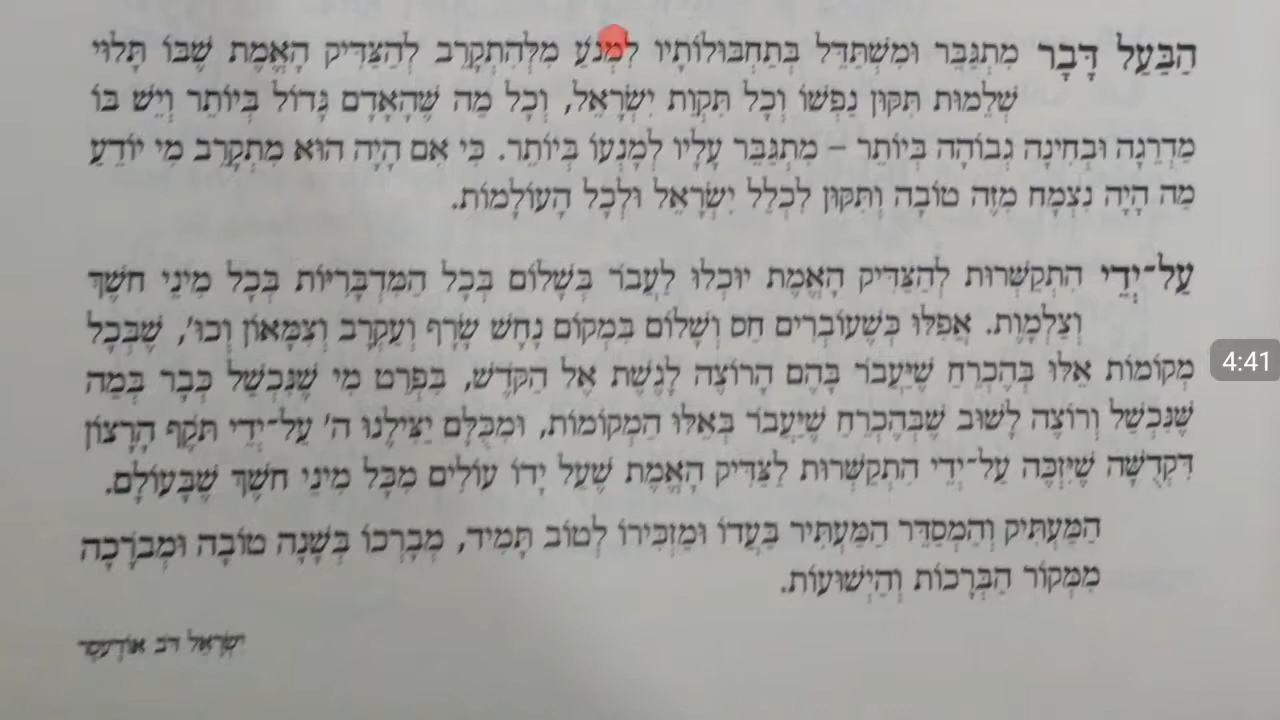 הַבַּעַל דָּבָר מִתְגַּבֵּר וּמִשְׁתַּדֵּל בְּתַחְבּוּלוֹתָיו לִמְנֹעַ מִלְּהִתְקָרֵב לְהַצַּדִּיק הָאֱמֶת שֶׁבּוֹ תָּלוּי
שְׁלֵמוּת תִּקּוּן נַפְשׁוֹ וְכָל תִּקְוַת יִשְׂרָאֵל, וְכָל מַה שֶׁהָאָדָם גָּדוֹל בְּיוֹתֵר וְיֵשׁ בּוֹ
מַדְרֵגָה וּבְחִינָה גְבוֹהָה בְּיוֹתֵר – מִתְגַּבֵּר עָלָיו לְמָנְעוֹ בְּיוֹתֵר. כִּי אִם הָיָה הוּא מִתְקָרֵב מִי יוֹדֵעַ
מַה הָיָה נִצְמָח מִזֶּה טוֹבָה וְתִקּוּן לִכְלַל יִשְׂרָאֵל וּלְכָל הָעוֹלָמוֹת.
עַל־יְדֵי הִתְקַשְּׁרוּת לְהַצַּדִּיק הָאֱמֶת יוּכְלוּ לַעֲבֹר בְּשָׁלוֹם בְּכָל הַמִּדְבָּרִיּוֹת בְּכָל מִינֵי חֹשֶׁךְ
וְצַלְמָוֶת. אֲפִלּוּ כְּשֶׁעוֹבְרִים חַס וְשָׁלוֹם בִּמְקוֹם נָחָשׁ שָׂרָף וְעַקְרָב וְצִמָּאוֹן וְכוּ', שֶׁבְּכָל
מְקוֹמוֹת אֵלּוּ בְּהֶכְרֵחַ שֶׁיַּעֲבֹר בָּהֶם הָרוֹצֶה לָגֶשֶׁת אֶל הַקֹּדֶשׁ, בִּפְרָט מִי שֶׁנִּכְשַׁל כְּבָר בְּמַה
שֶׁנִּכְשַׁל וְרוֹצֶה לָשׁוּב שֶׁבְּהֶכְרֵחַ שֶׁיַּעֲבֹר בְּאֵלּוּ הַמְּקוֹמוֹת, וּמִכֻּלָּם יַצִּילֵנוּ ה' עַל־יְדֵי תֹּקֶף הָרָצוֹן
דִּקְדֻשָּׁה שֶׁיִּזְכֶּה עַל־יְדֵי הִתְקַשְּׁרוּת לַצַּדִּיק הָאֱמֶת שֶׁעַל יָדוֹ עוֹלִים מִכָּל מִינֵי חֹשֶׁךְ שֶׁבָּעוֹלָם.
הַמַּעְתִּיק וְהַמְסַדֵּר הַמַּעְתִּיר בַּעֲדוֹ וּמַזְכִּירוֹ לְטוֹב תָּמִיד, מְבָרְכוֹ בְּשָׁנָה טוֹבָה וּמְבֹרָכָה
מִמְּקוֹר הַבְּרָכוֹת וְהַיְשׁוּעוֹת.
יִשְׂרָאֵל דֹּב אוֹדֶעסֶר
4:41